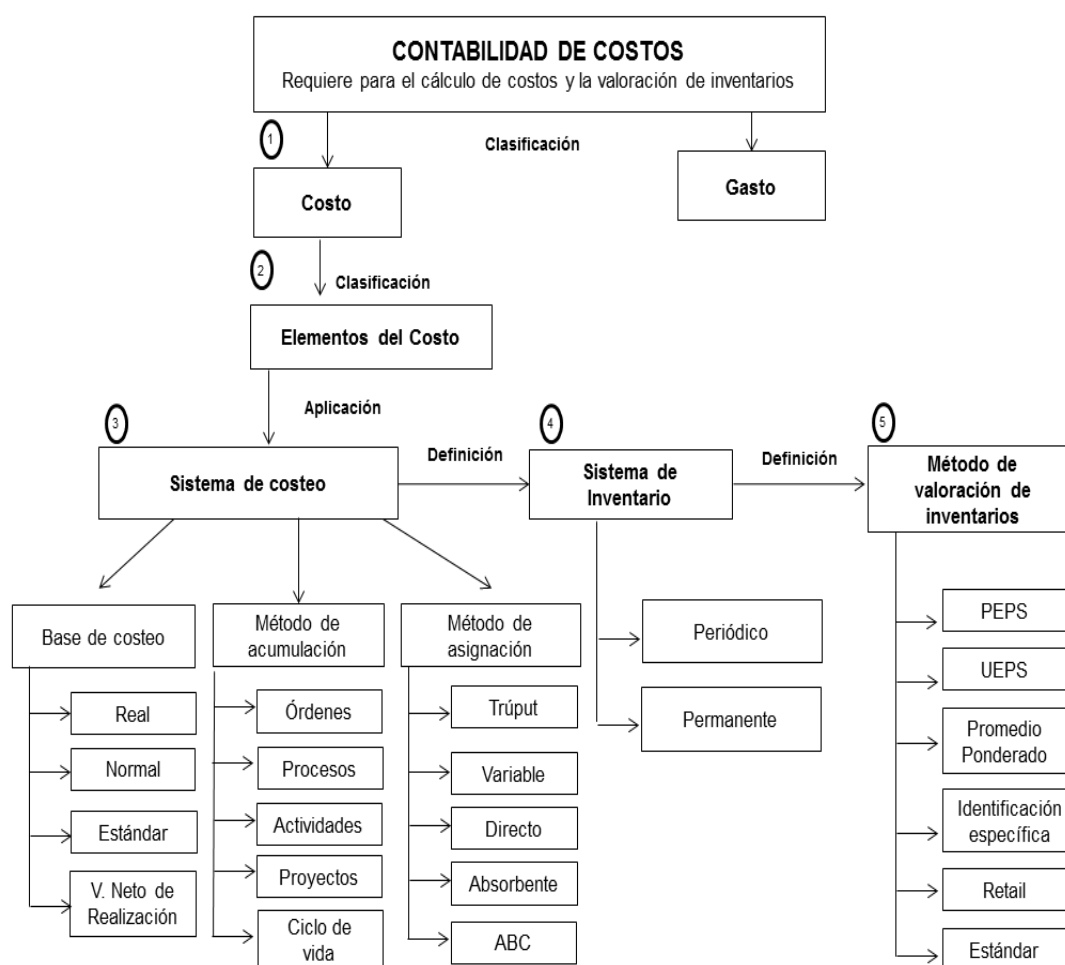 CONTABILIDAD DE COSTOS
Requiere para el cálculo de costos y la valoración de inventarios
1
Clasificación
Costo
Gasto
2
Clasificación
Elementos del Costo
Aplicación
3
4
5
Sistema de costeo
Definición
Sistema de
Inventario
Definición
Método de
valoración de
inventarios
Base de costeo
Real
Normal
Estándar
V. Neto de
Realización
Método de
acumulación
Órdenes
Procesos
Actividades
Proyectos
Ciclo de
vida
Método de
asignación
Trúput
Variable
Directo
Absorbente
ABC
Periódico
Permanente
PEPS
UEPS
Promedio
Ponderado
Identificación
específica
Retail
Estándar